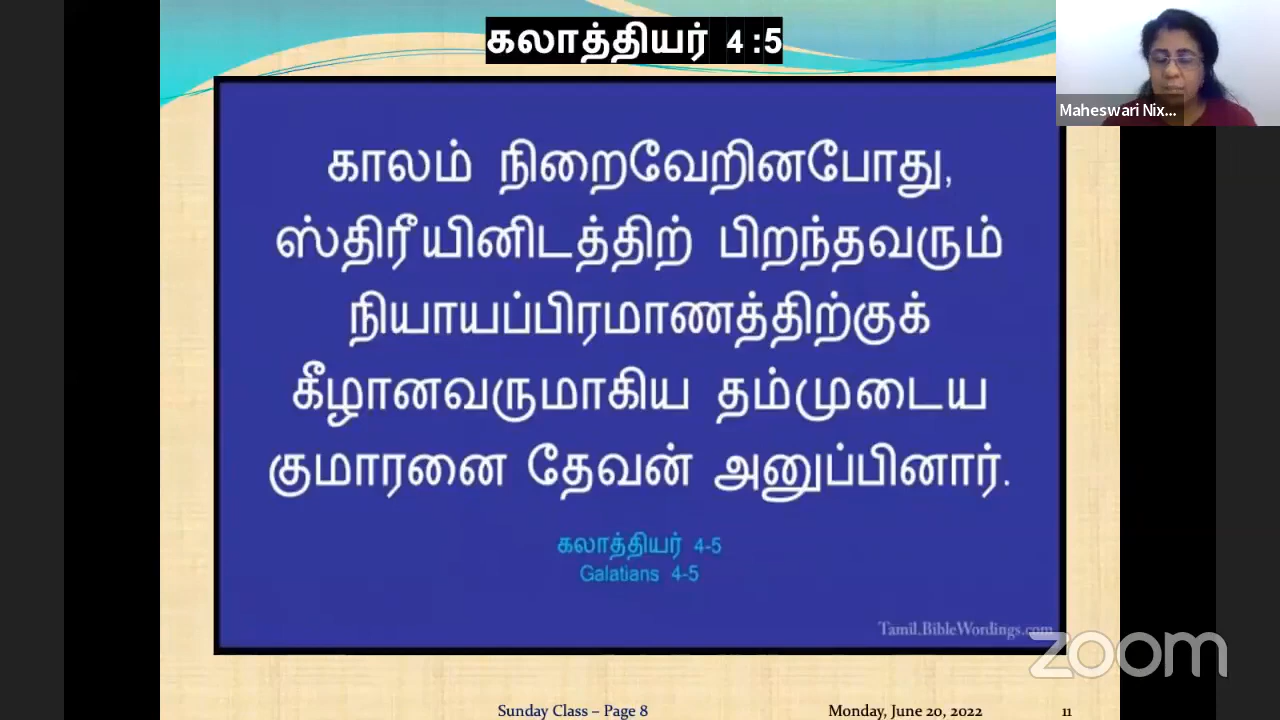 கலாத்தியர் 4 :5
Maheswari Nix...
காலம் நிறைவேறினபோது,
ஸ்திரீயினிடத்திற் பிறந்தவரும்
நியாயப்பிரமாணத்திற்குக்
கீழானவருமாகிய தம்முடைய
குமாரனை தேவன் அனுப்பினார்.
கலாத்தியர் 4-5
Galatians 4-5
Tamil.BibleWordings.com
zoom
Sunday Class – Page 8 Monday, June 20, 2022 11